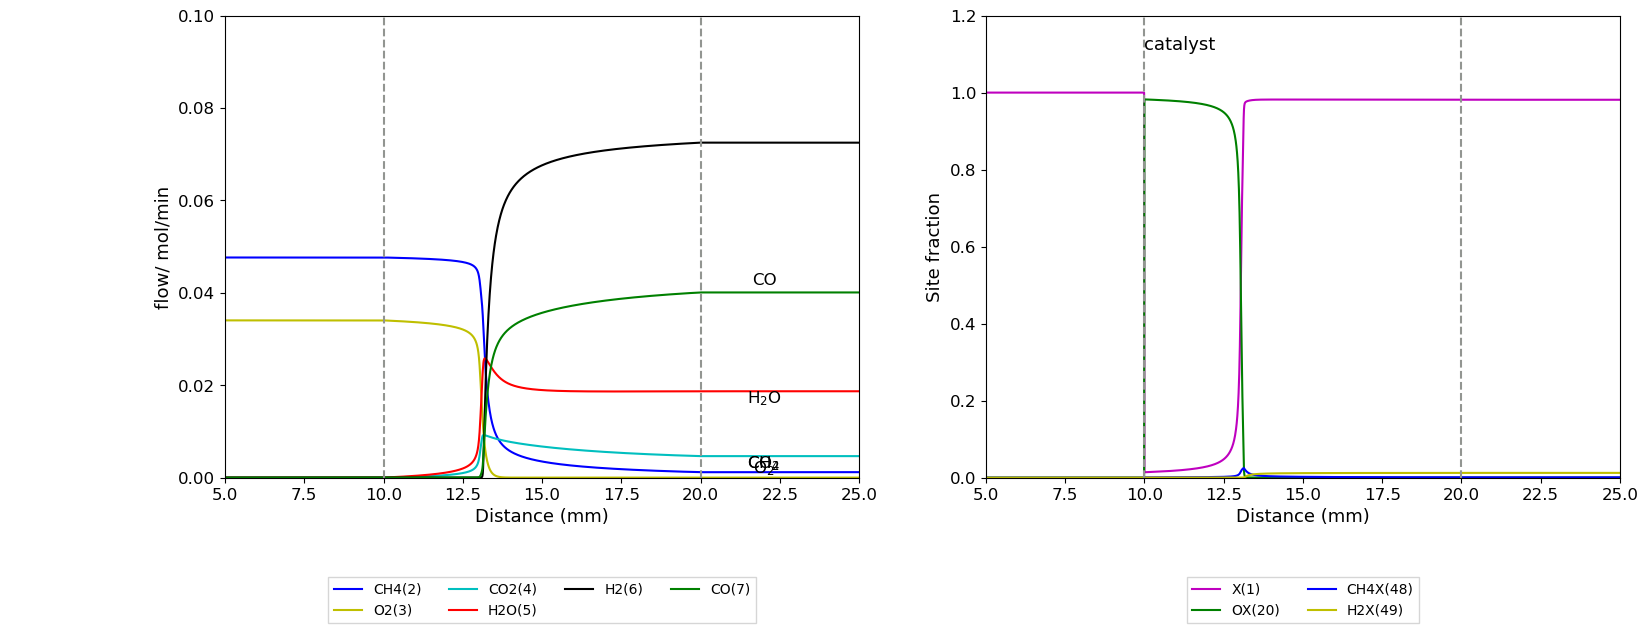 0.10
0.08
0.06
0.04
0.02
0.00
flow/ mol/min
CO
H₂O
5.0 7.5 10.0 12.5 15.0 17.5 20.0 22.5 25.0
Distance (mm)
CH4(2) CO2(4) H2(6) CO(7)
O2(3) H2O(5)
1.2
1.0
0.8
0.6
0.4
0.2
0.0
Site fraction
catalyst
5.0 7.5 10.0 12.5 15.0 17.5 20.0 22.5 25.0
Distance (mm)
X(1) CH4X(48)
OX(20) H2X(49)